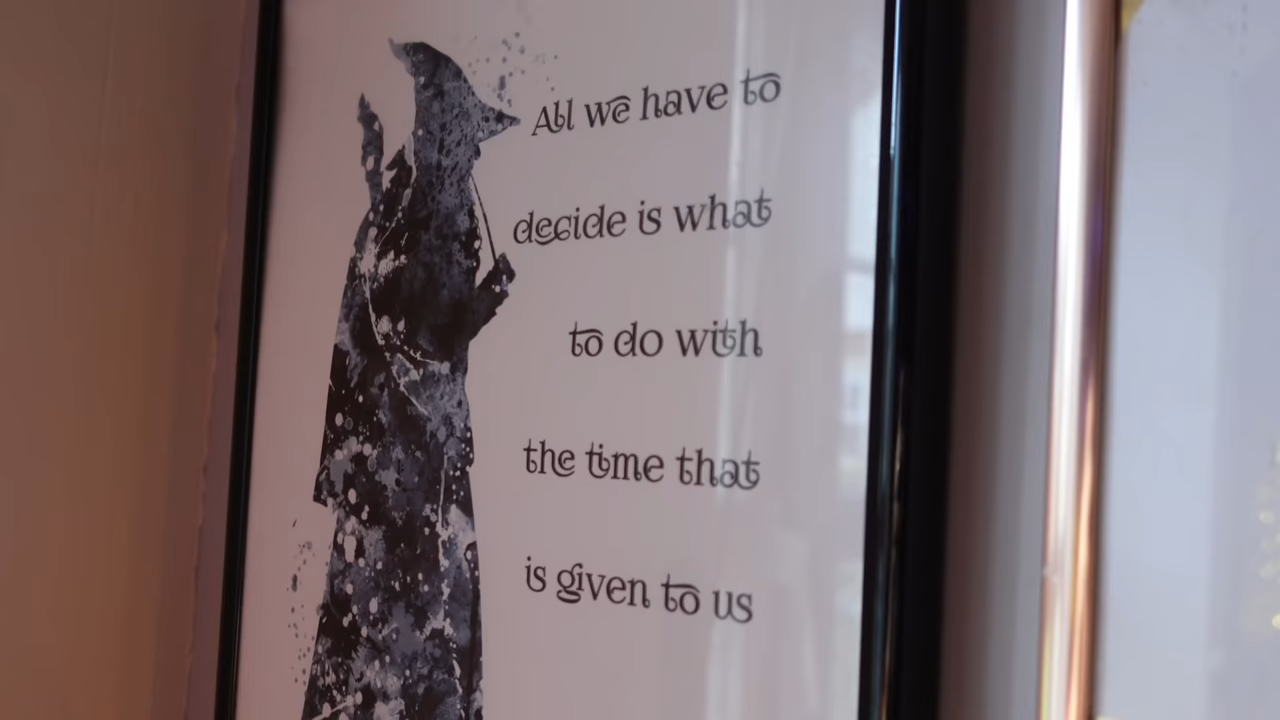 All we have to
decide is what
to do with
the time that
is given to us